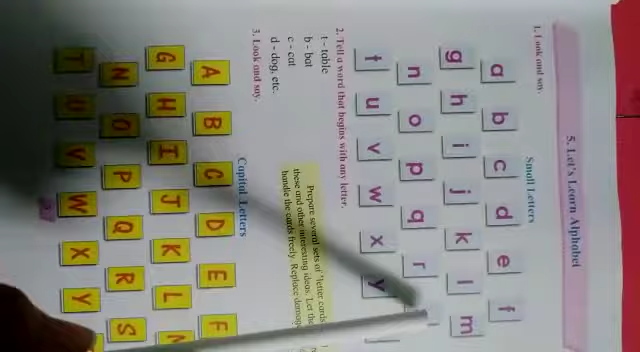 5. Let's Learn Alphabet
1. Look and say.
Small Letters
a b c d e f
g h i j k l m
n o p q r
t u v w x y
2. Tell a word that begins with any letter.
t - table
b - bat
c - cat
d - dog, etc.
Prepare several sets of 'letter cards
these and other interesting ideas. Let the
handle the cards freely. Replace
3. Look and say.
Capital Letters
A B C D E F
G H I J K L M
N O P Q R S
T U V W X Y